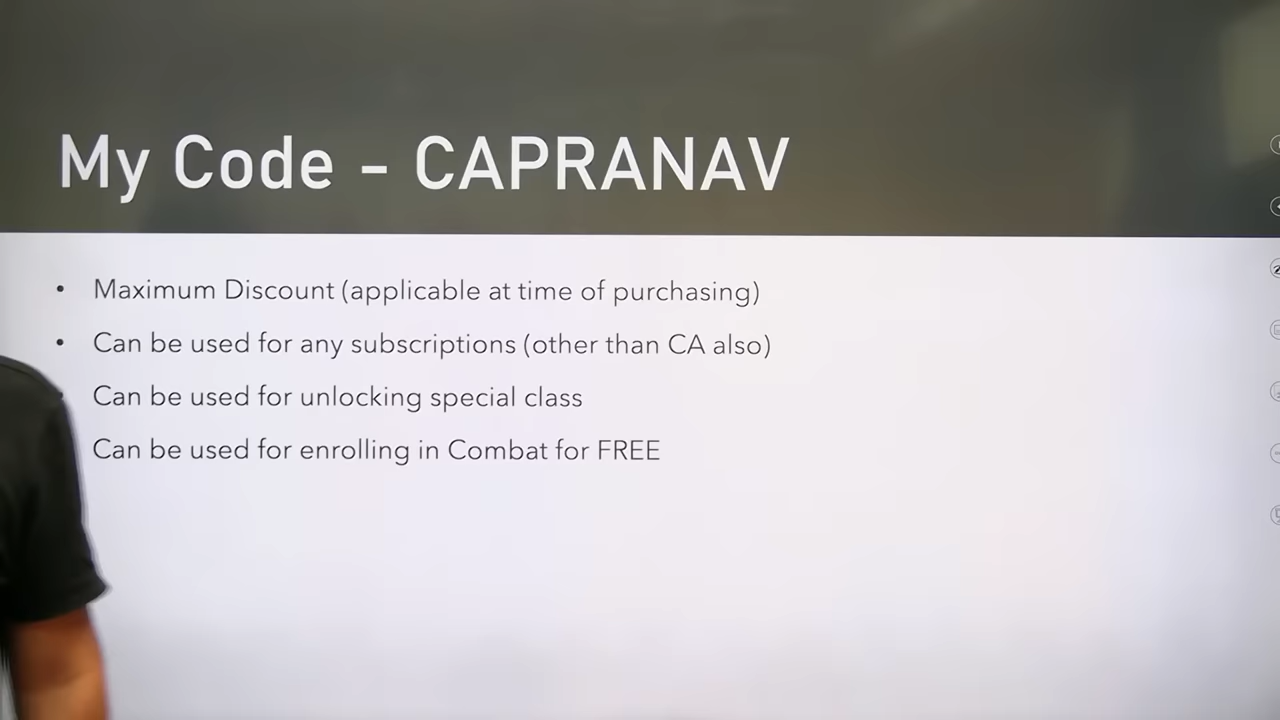 My Code - CAPRANAV
• Maximum Discount (applicable at time of purchasing)
• Can be used for any subscriptions (other than CA also)
Can be used for unlocking special class
Can be used for enrolling in Combat for FREE